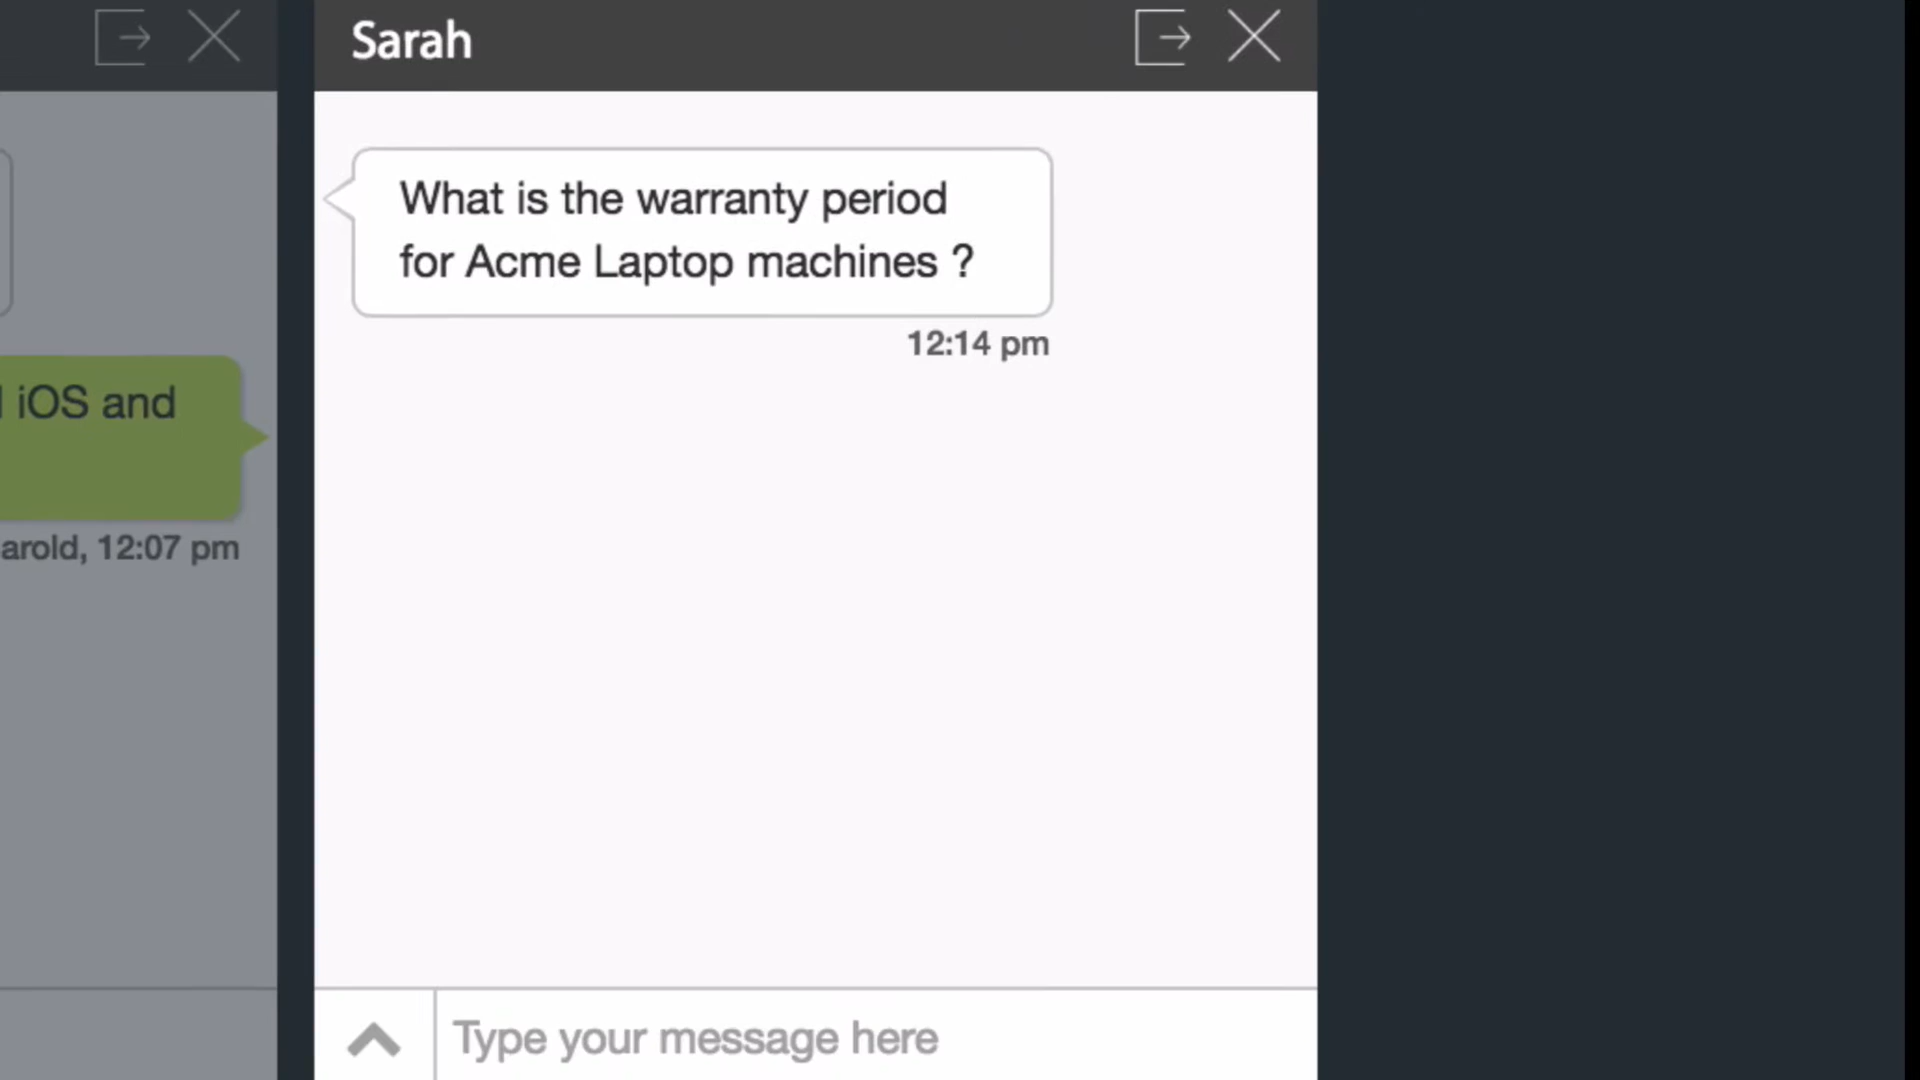 Sarah
What is the warranty period
for Acme Laptop machines ?
12:14 pm
iOS and
arold, 12:07 pm
Type your message here